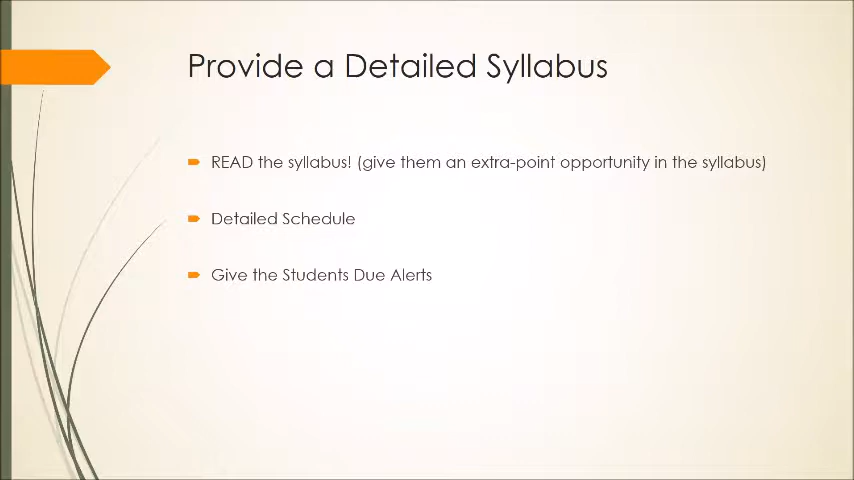 Provide a Detailed Syllabus
READ the syllabus! (give them an extra-point opportunity in the syllabus)
Detailed Schedule
Give the Students Due Alerts